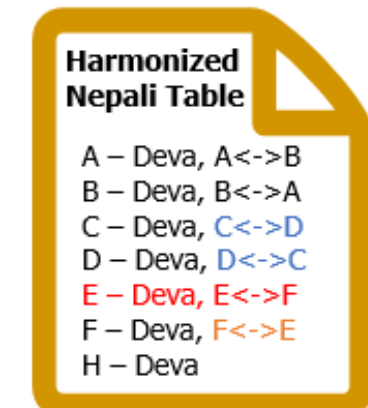 Harmonized
Nepali Table
A – Deva, A<->B
B – Deva, B<->A
C – Deva, C<->D
D – Deva, D<->C
E – Deva, E<->F
F – Deva, F<->E
H – Deva